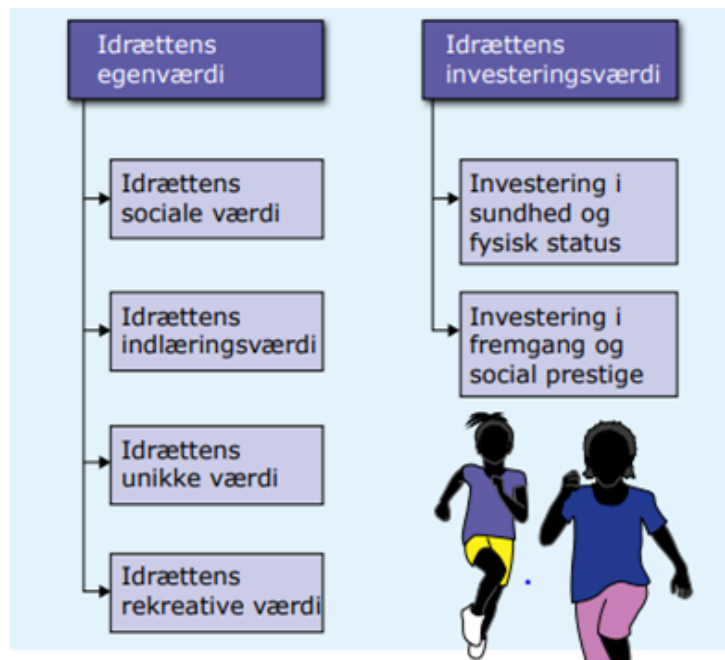 Idrættens
egenværdi
Idrættens
sociale værdi
Idrættens
indlæringsværdi
Idrættens
unikke værdi
Idrættens
rekreative værdi
Idrættens
investeringsværdi
Investering i
sundhed og
fysisk status
Investering i
fremgang og
social prestige